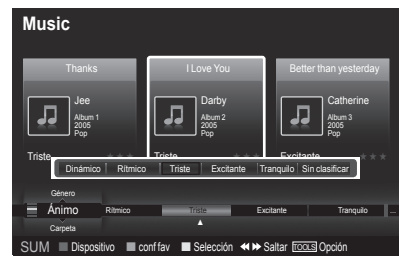 Music
Thanks I Love You Better than yesterday
Jee Darby Catherine
Album 1 Album 2 Album 3
2005 2005 2005
Pop Pop Pop
Triste Triste Excitante
Dinámico Rítmico Triste Excitante Tranquilo Sin clasificar
Género
Ánimo Rítmico Triste Excitante Tranquilo ...
Carpeta
SUM Dispositivo conf fav Selección Saltar TOOLS Opción